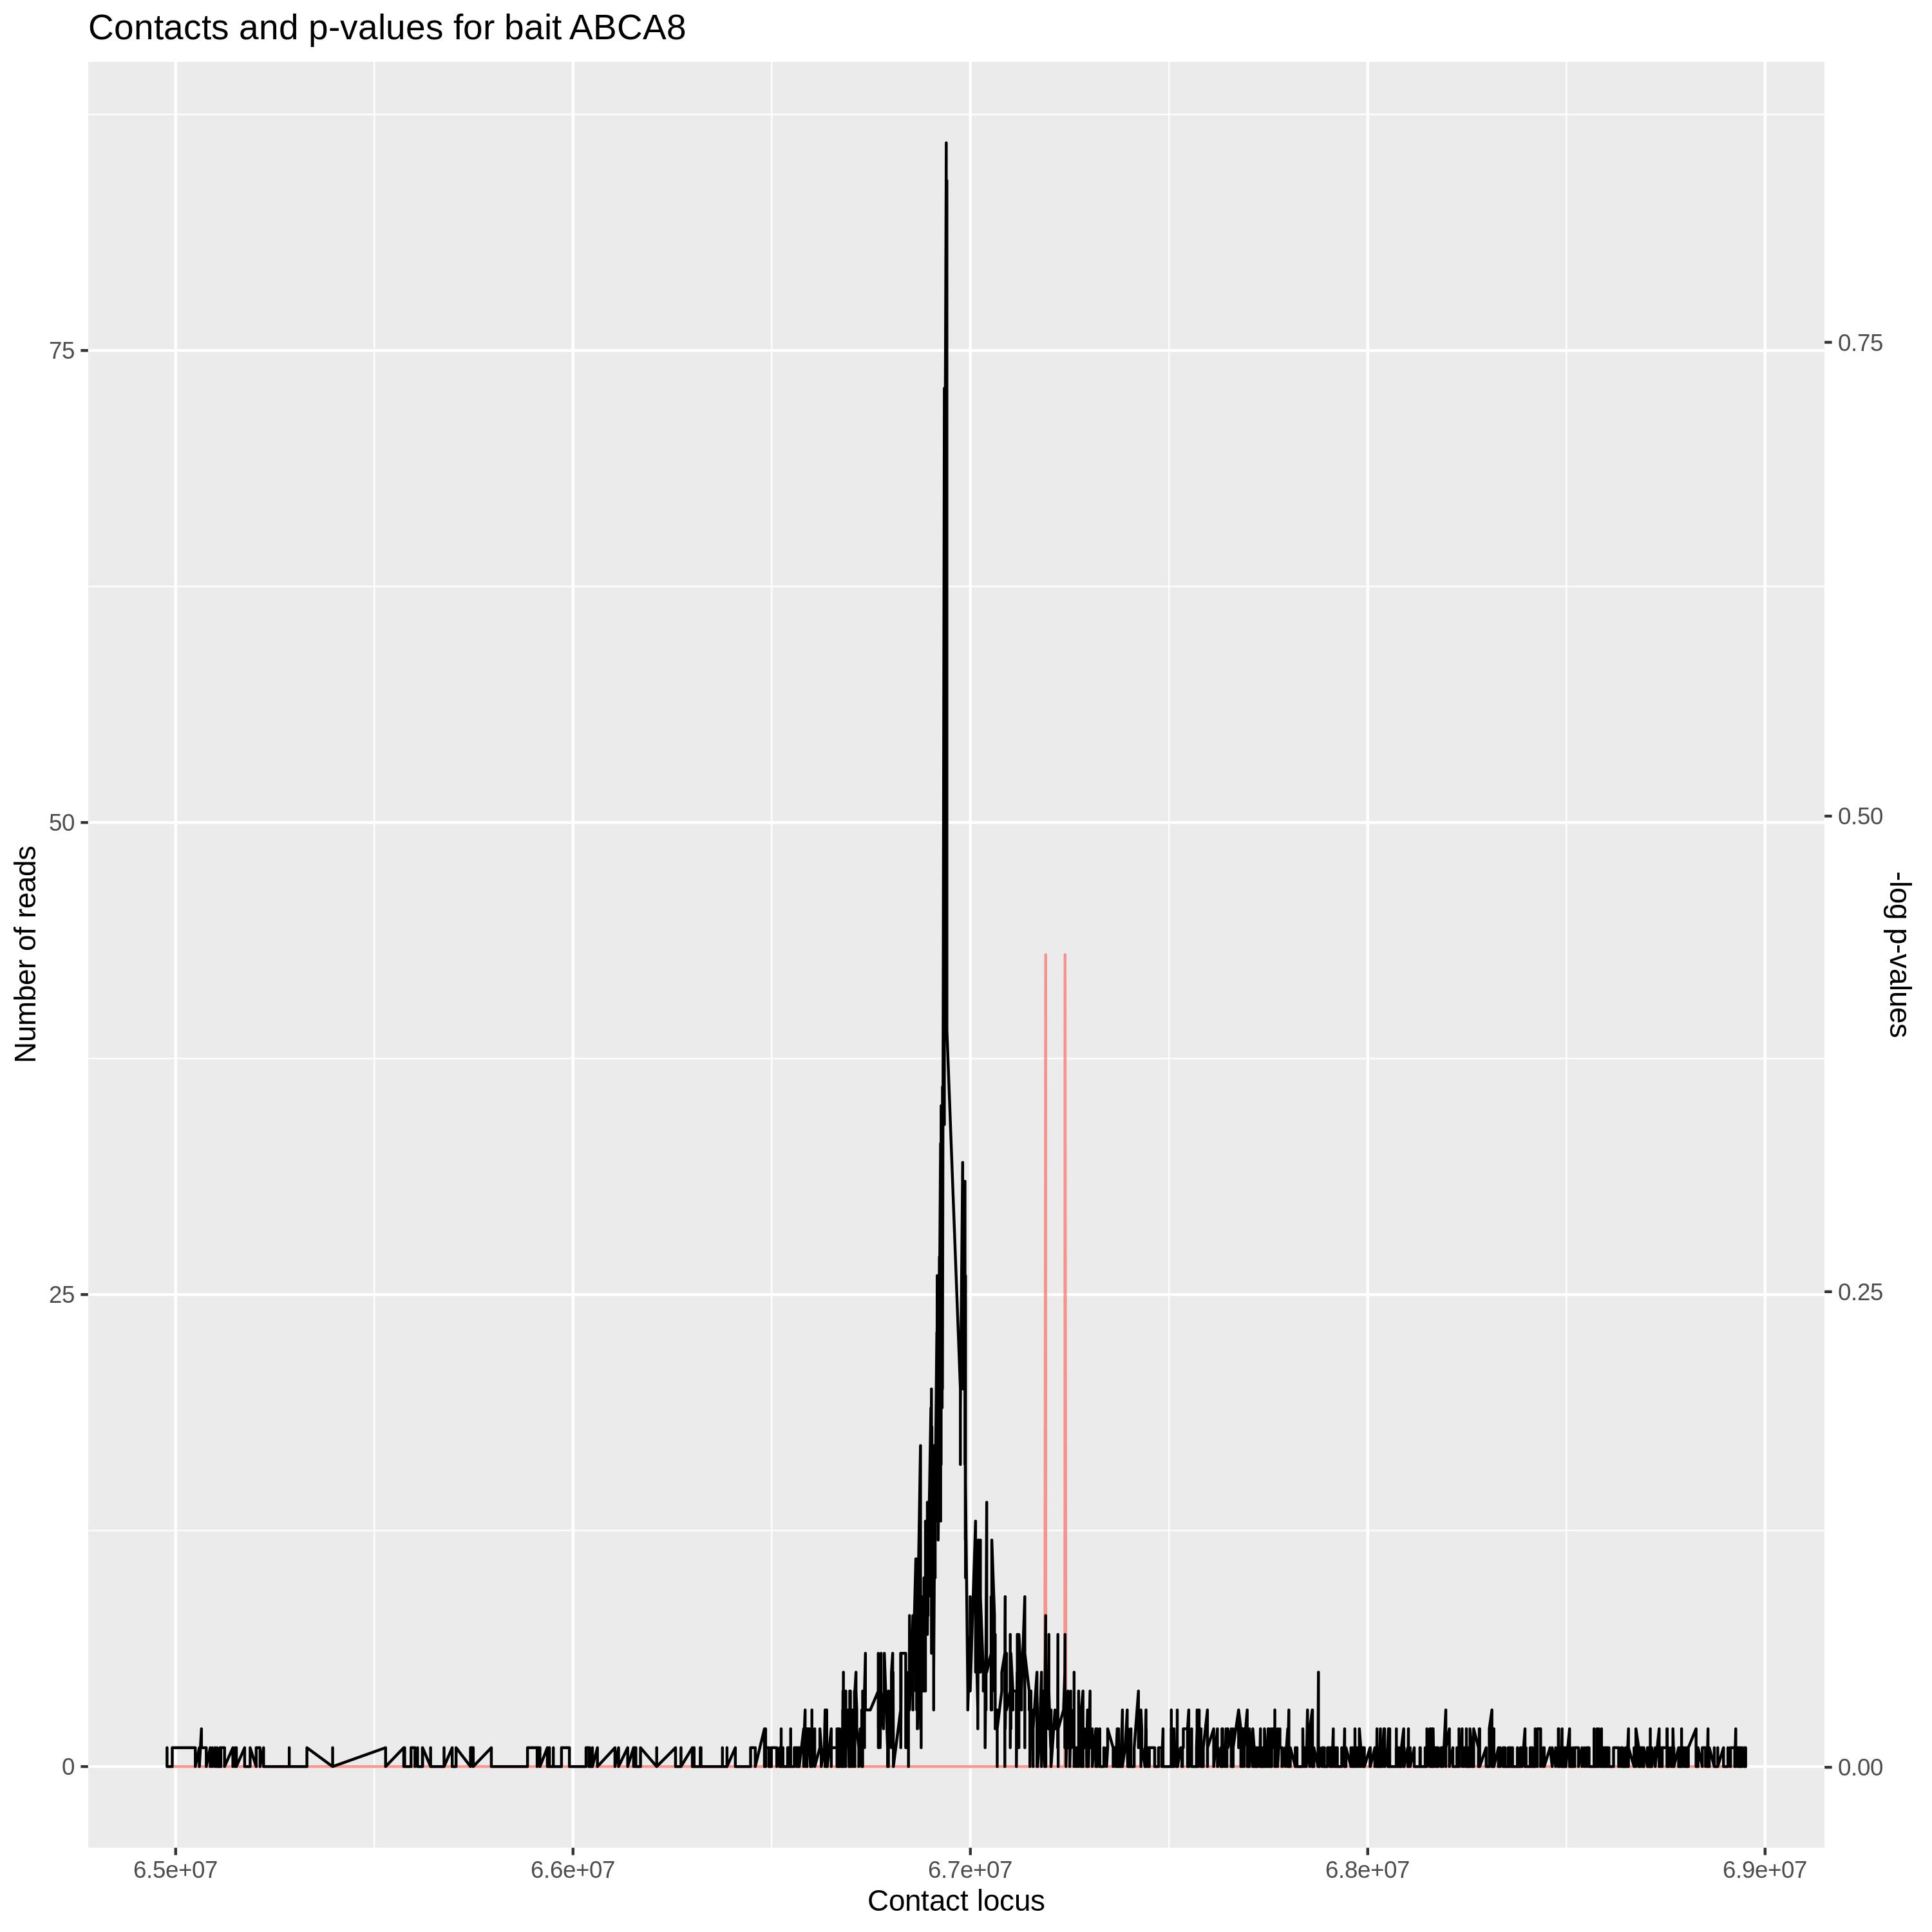 Contacts and p-values for bait ABCA8
75
50
25
0
Number of reads
0.75
0.50
0.25
0.00
-log p-values
6.5e+07
6.6e+07
6.7e+07
6.8e+07
6.9e+07
Contact locus